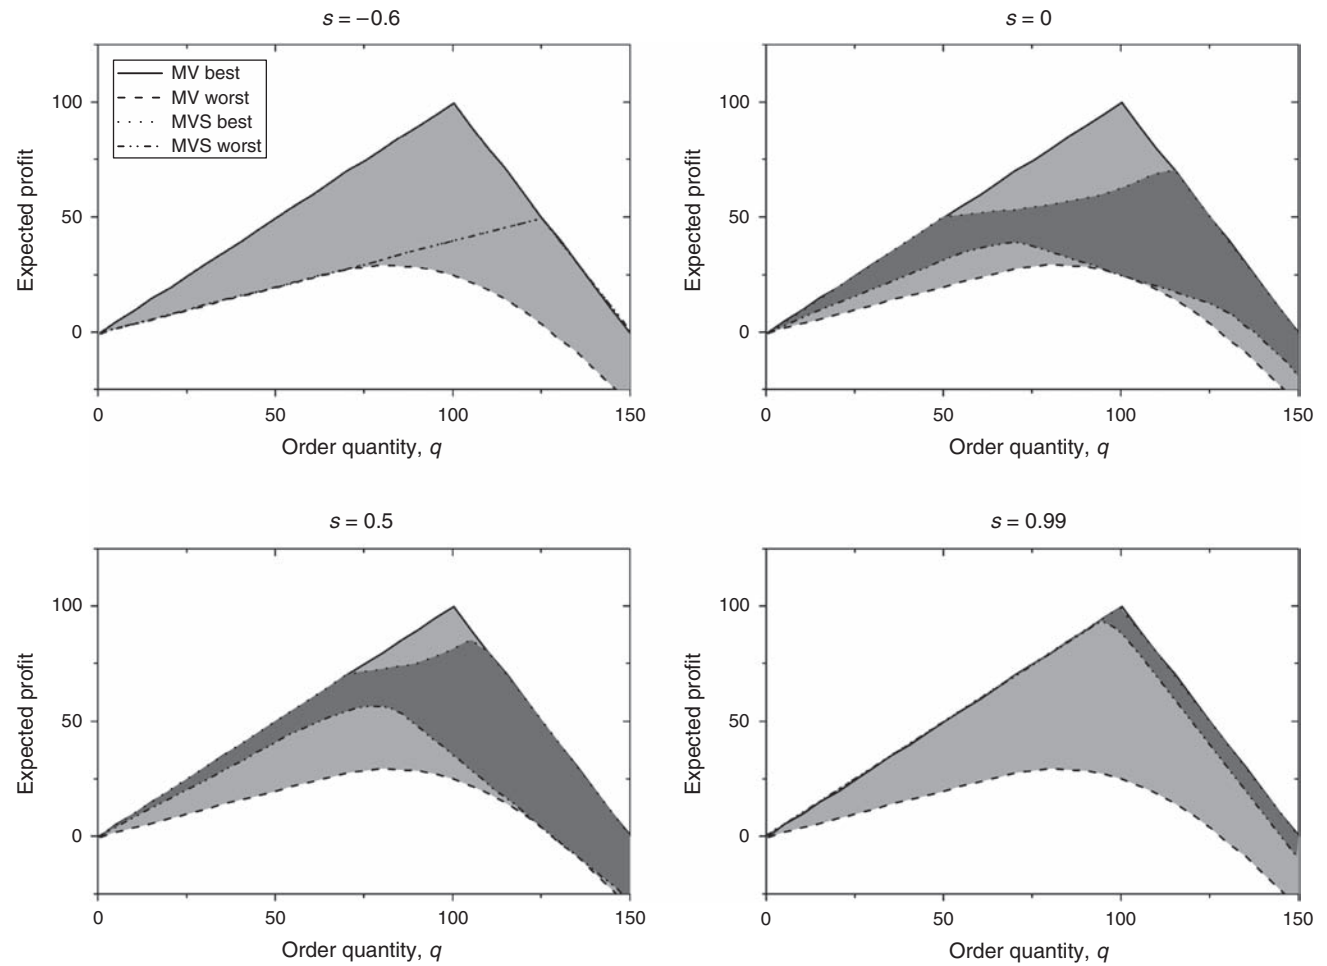 s = −0.6
MV best
MV worst
MVS best
MVS worst
100
50
0
Expected profit
0 50 100 150
Order quantity, q
s = 0
100
50
0
Expected profit
0 50 100 150
Order quantity, q
s = 0.5
100
50
0
Expected profit
0 50 100 150
Order quantity, q
s = 0.99
100
50
0
Expected profit
0 50 100 150
Order quantity, q